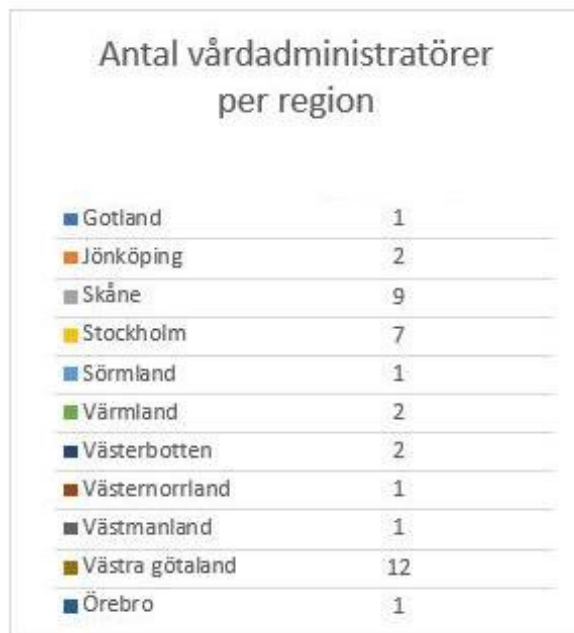 Antal vårdadministratörer
per region
Gotland 1
Jönköping 2
Skåne 9
Stockholm 7
Sörmland 1
Värmland 2
Västerbotten 2
Västernorrland 1
Västmanland 1
Västra götaland 12
Örebro 1